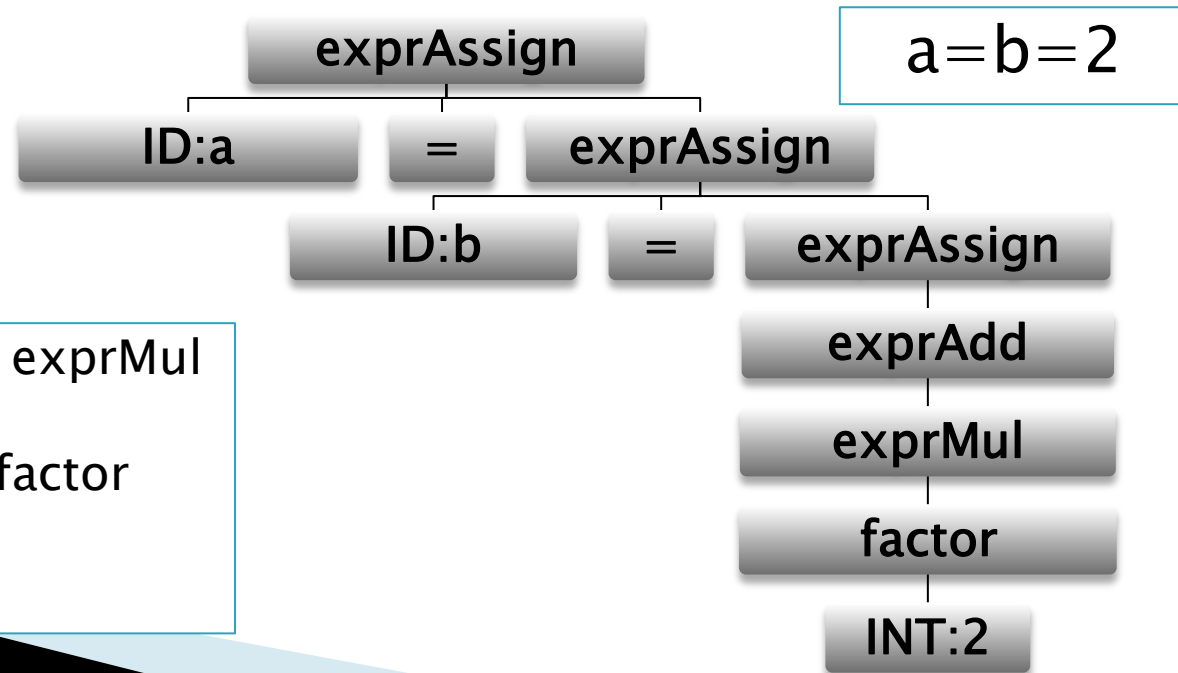 exprAssign
a=b=2
ID:a = exprAssign
ID:b = exprAssign
exprAdd
exprMul
factor
INT:2
exprMul
factor